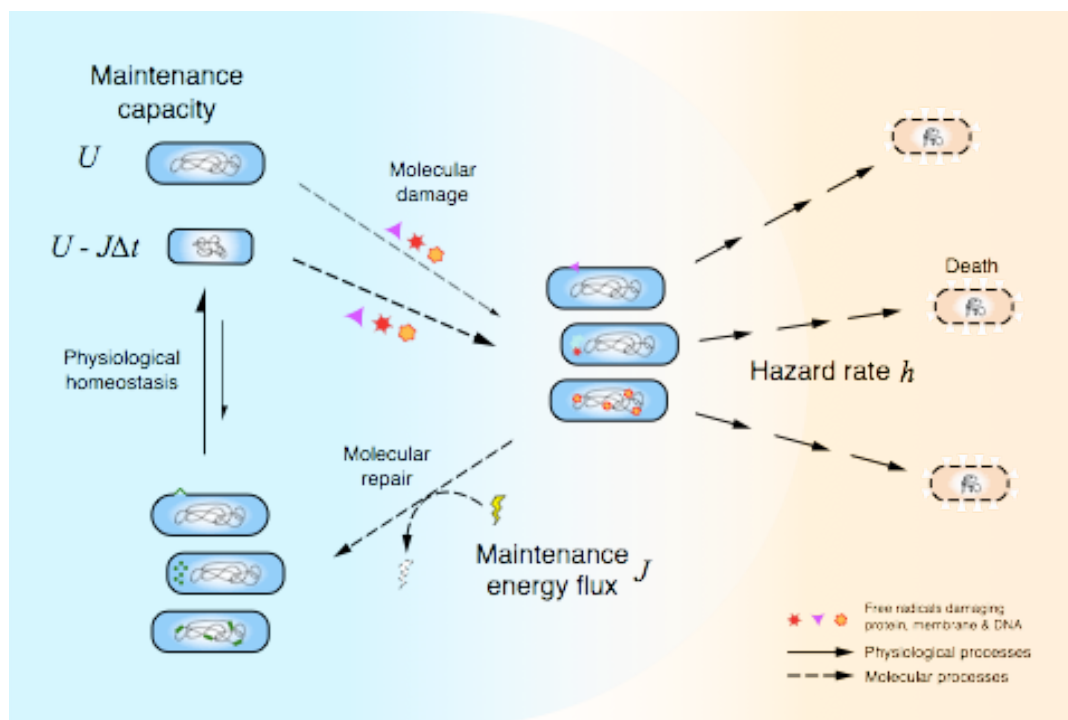 Maintenance
capacity
U
U - JΔt
Molecular
damage
Physiological
homeostasis
Molecular
repair
Maintenance
energy flux J
Death
Hazard rate h
Free radicals damaging
protein, membrane & DNA
Physiological processes
Molecular processes